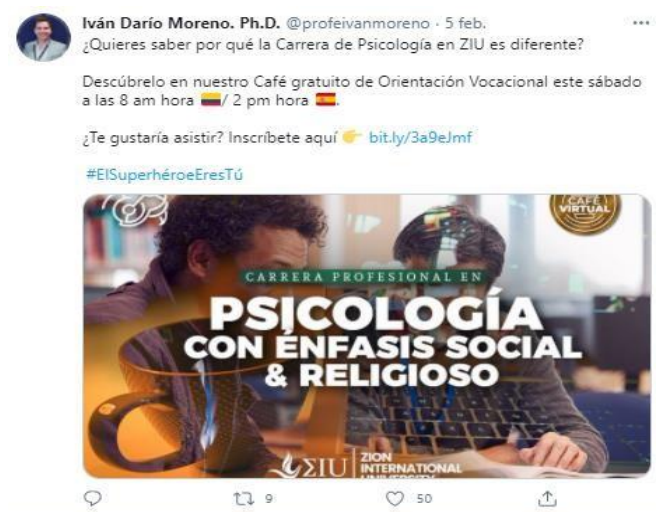 Iván Darío Moreno. Ph.D. @profeivanmoreno · 5 feb.
¿Quieres saber por qué la Carrera de Psicología en ZIU es diferente?
Descúbrelo en nuestro Café gratuito de Orientación Vocacional este sábado
a las 8 am hora 🇨🇴/ 2 pm hora 🇪🇸.
¿Te gustaría asistir? Inscríbete aquí 👉 bit.ly/3a9eJmf
#ElSuperhéroeEresTú
CAFÉ
VIRTUAL
CARRERA PROFESIONAL EN
PSICOLOGÍA
CON ÉNFASIS SOCIAL
& RELIGIOSO
ΣIU
ZION
INTERNATIONAL
UNIVERSITY
9
50